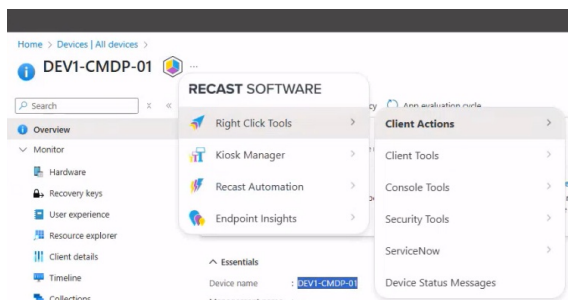 Home > Devices | All devices >
DEV1-CMDP-01 ...
RECAST SOFTWARE
Search
App evaluation cycle
Right Click Tools
Client Actions
Overview
Monitor
Kiosk Manager
Client Tools
Hardware
Recovery keys
Recast Automation
Console Tools
User experience
Endpoint Insights
Security Tools
Resource explorer
Client details
ServiceNow
Essentials
Timeline
Device name : DEV1-CMDP-01
Device Status Messages
Collections